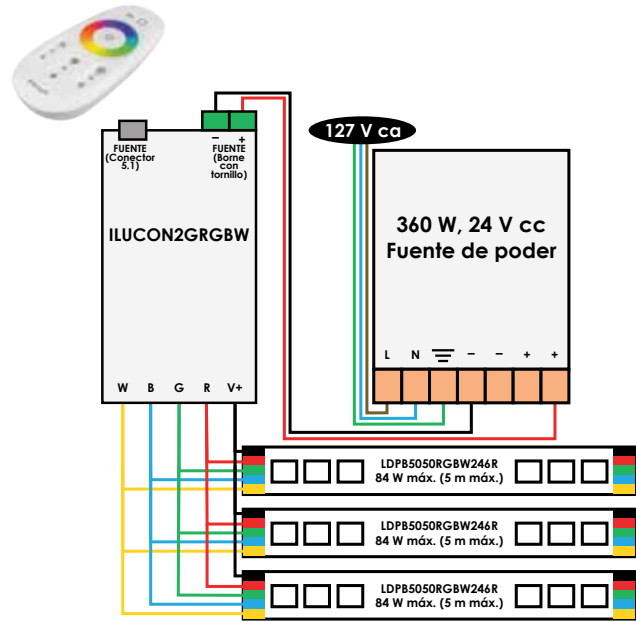 127 V ca
− +
FUENTE
(Conector
5.1)
FUENTE
(Borne
con
tornillo)
ILUCON2GRGBW
360 W, 24 V cc
Fuente de poder
L N − − + +
W B G R V+
LDPB5050RGBW246R
84 W máx. (5 m máx.)
LDPB5050RGBW246R
84 W máx. (5 m máx.)
LDPB5050RGBW246R
84 W máx. (5 m máx.)